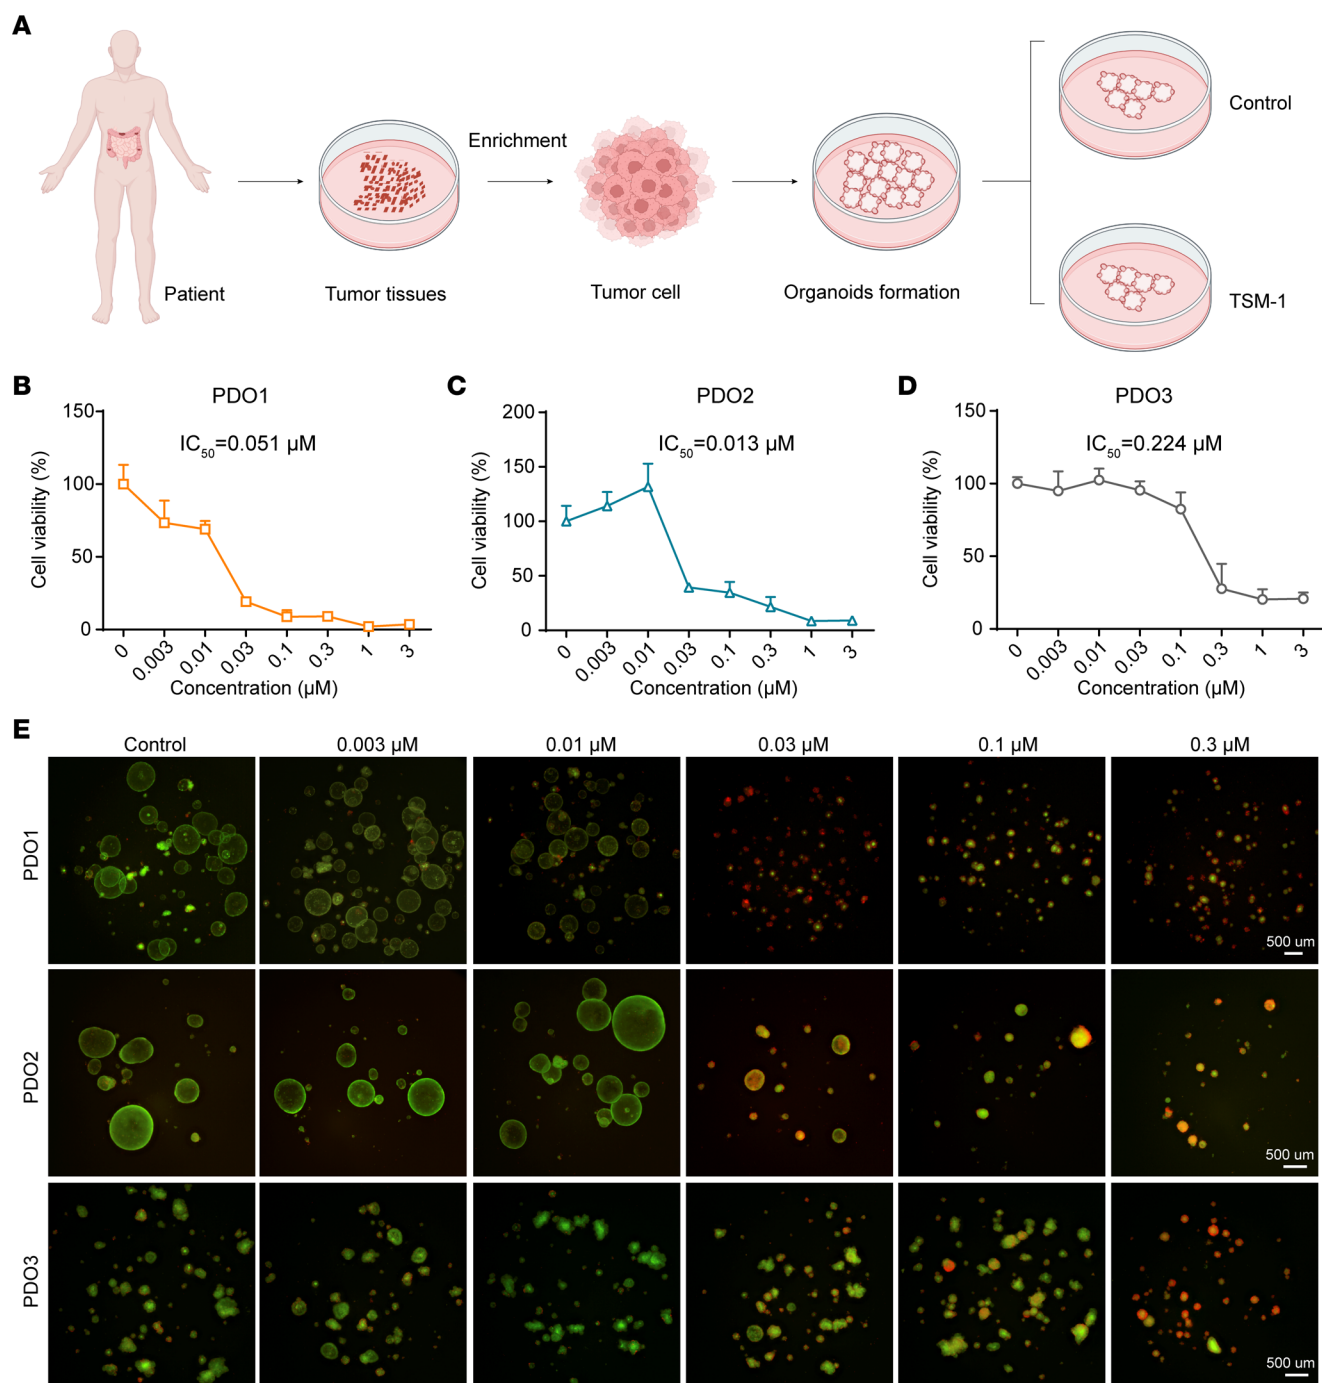 A
Enrichment
Control
Patient
Tumor tissues
Tumor cell
Organoids formation
TSM-1
B
PDO1
IC50=0.051 µM
Cell viability (%)
150
100
50
0
0
0.003
0.01
0.03
0.1
0.3
1
3
Concentration (µM)
C
PDO2
IC50=0.013 µM
Cell viability (%)
200
150
100
50
0
0
0.003
0.01
0.03
0.1
0.3
1
3
Concentration (µM)
D
PDO3
IC50=0.224 µM
Cell viability (%)
150
100
50
0
0
0.003
0.01
0.03
0.1
0.3
1
3
Concentration (µM)
E
Control
0.003 µM
0.01 µM
0.03 µM
0.1 µM
0.3 µM
PDO1
500 um
PDO2
500 um
PDO3
500 um